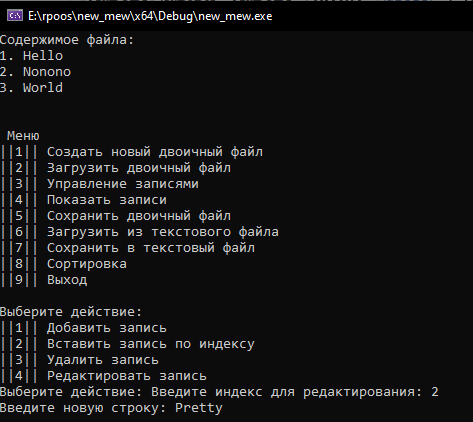 E:\rpoos\new_mew\x64\Debug\new_mew.exe
Содержимое файла:
1. Hello
2. Nonono
3. World
Меню
||1|| Создать новый двоичный файл
||2|| Загрузить двоичный файл
||3|| Управление записями
||4|| Показать записи
||5|| Сохранить двоичный файл
||6|| Загрузить из текстового файла
||7|| Сохранить в текстовый файл
||8|| Сортировка
||9|| Выход
Выберите действие:
||1|| Добавить запись
||2|| Вставить запись по индексу
||3|| Удалить запись
||4|| Редактировать запись
Выберите действие: Введите индекс для редактирования: 2
Введите новую строку: Pretty